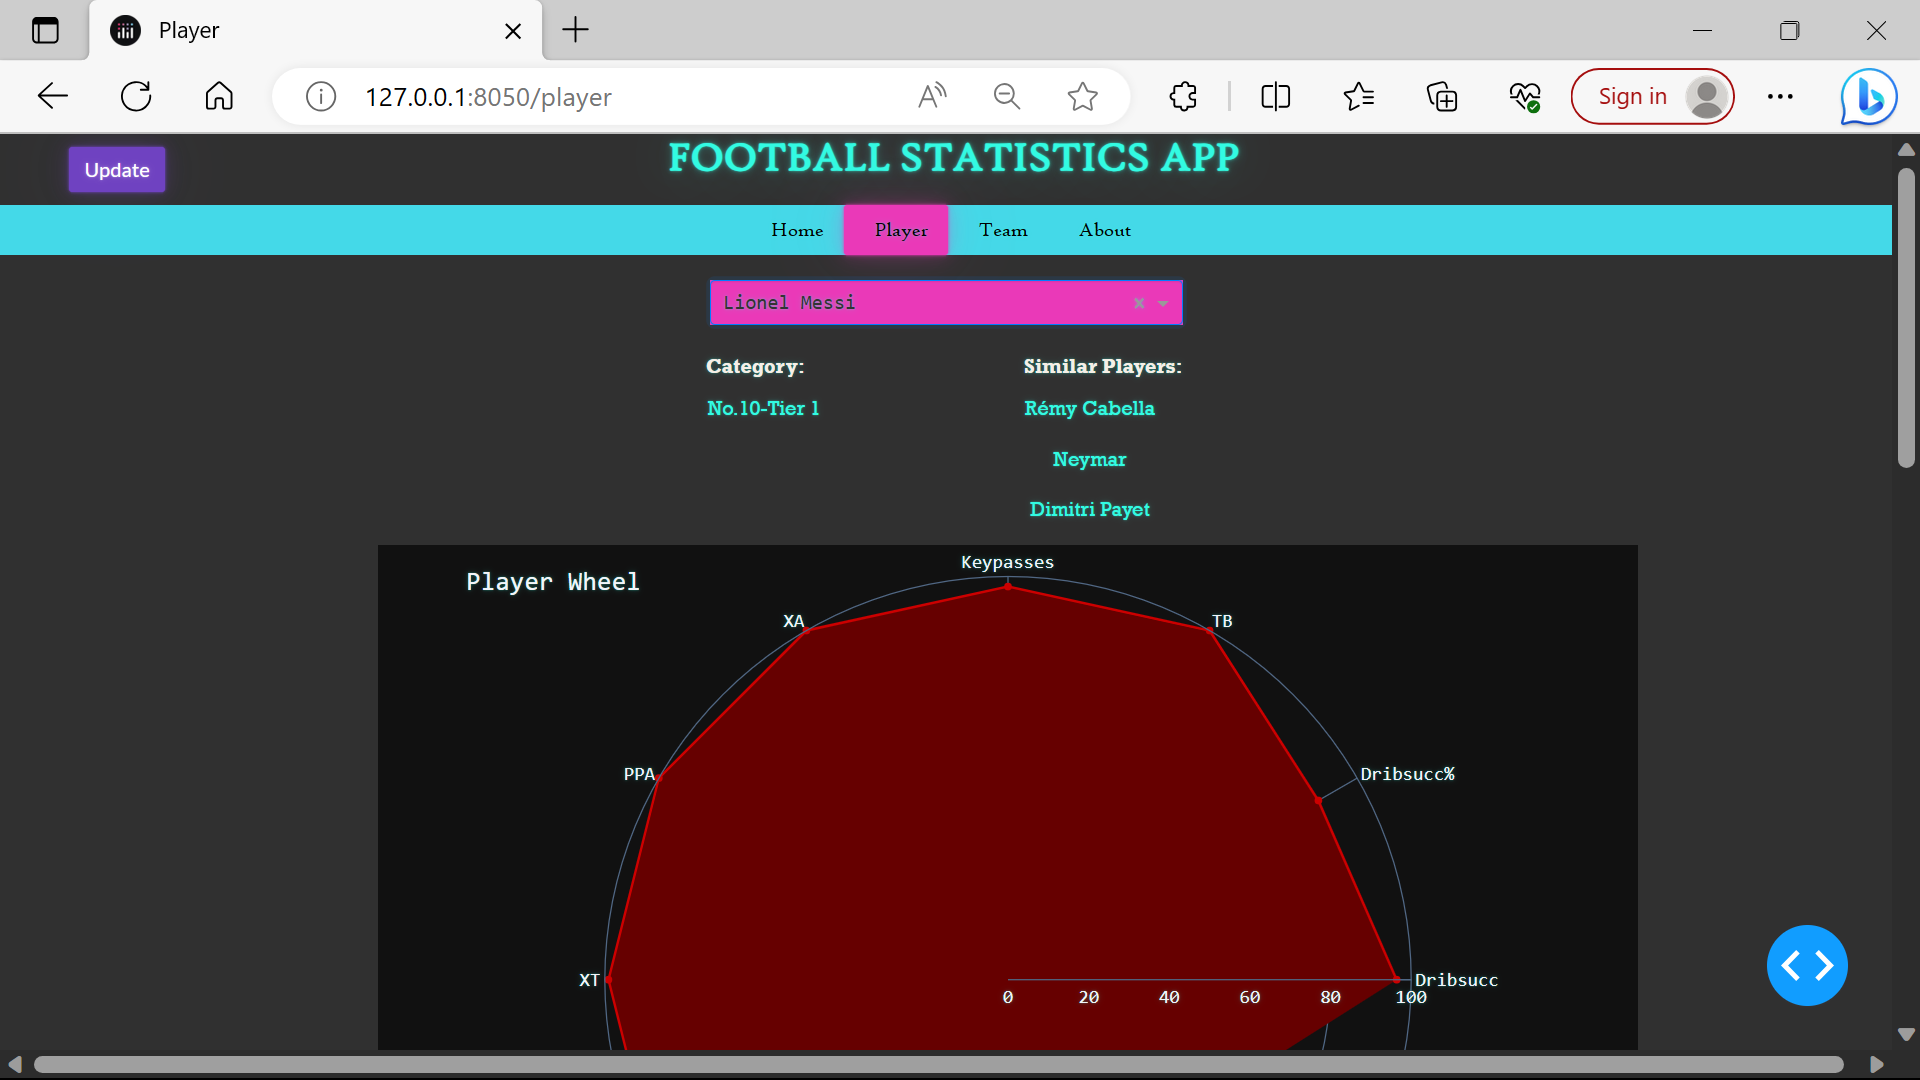 Player
127.0.0.1:8050/player
Sign in
Update
FOOTBALL STATISTICS APP
Home Player Team About
Lionel Messi
Category: Similar Players:
No.10-Tier 1 Rémy Cabella
Neymar
Dimitri Payet
Player Wheel
Keypasses
XA TB
PPA Dribsucc%
XT Dribsucc
0 20 40 60 80 100